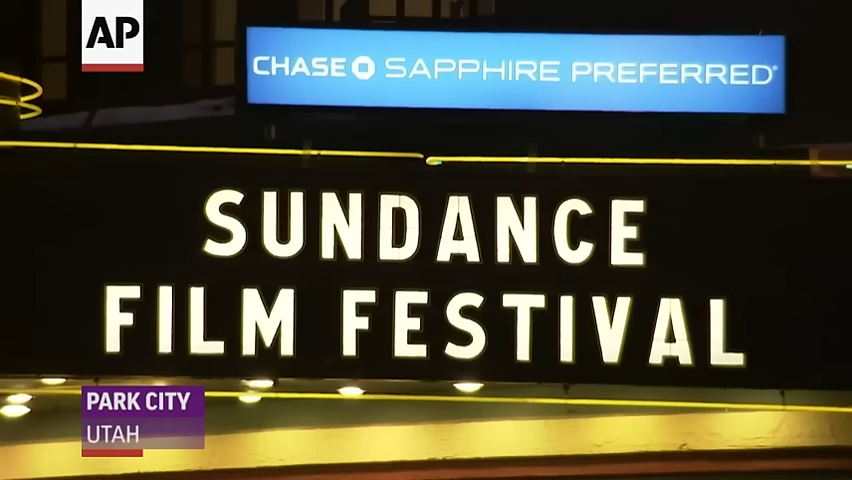 AP
CHASE SAPPHIRE PREFERRED®
SUNDANCE
FILM FESTIVAL
PARK CITY
UTAH